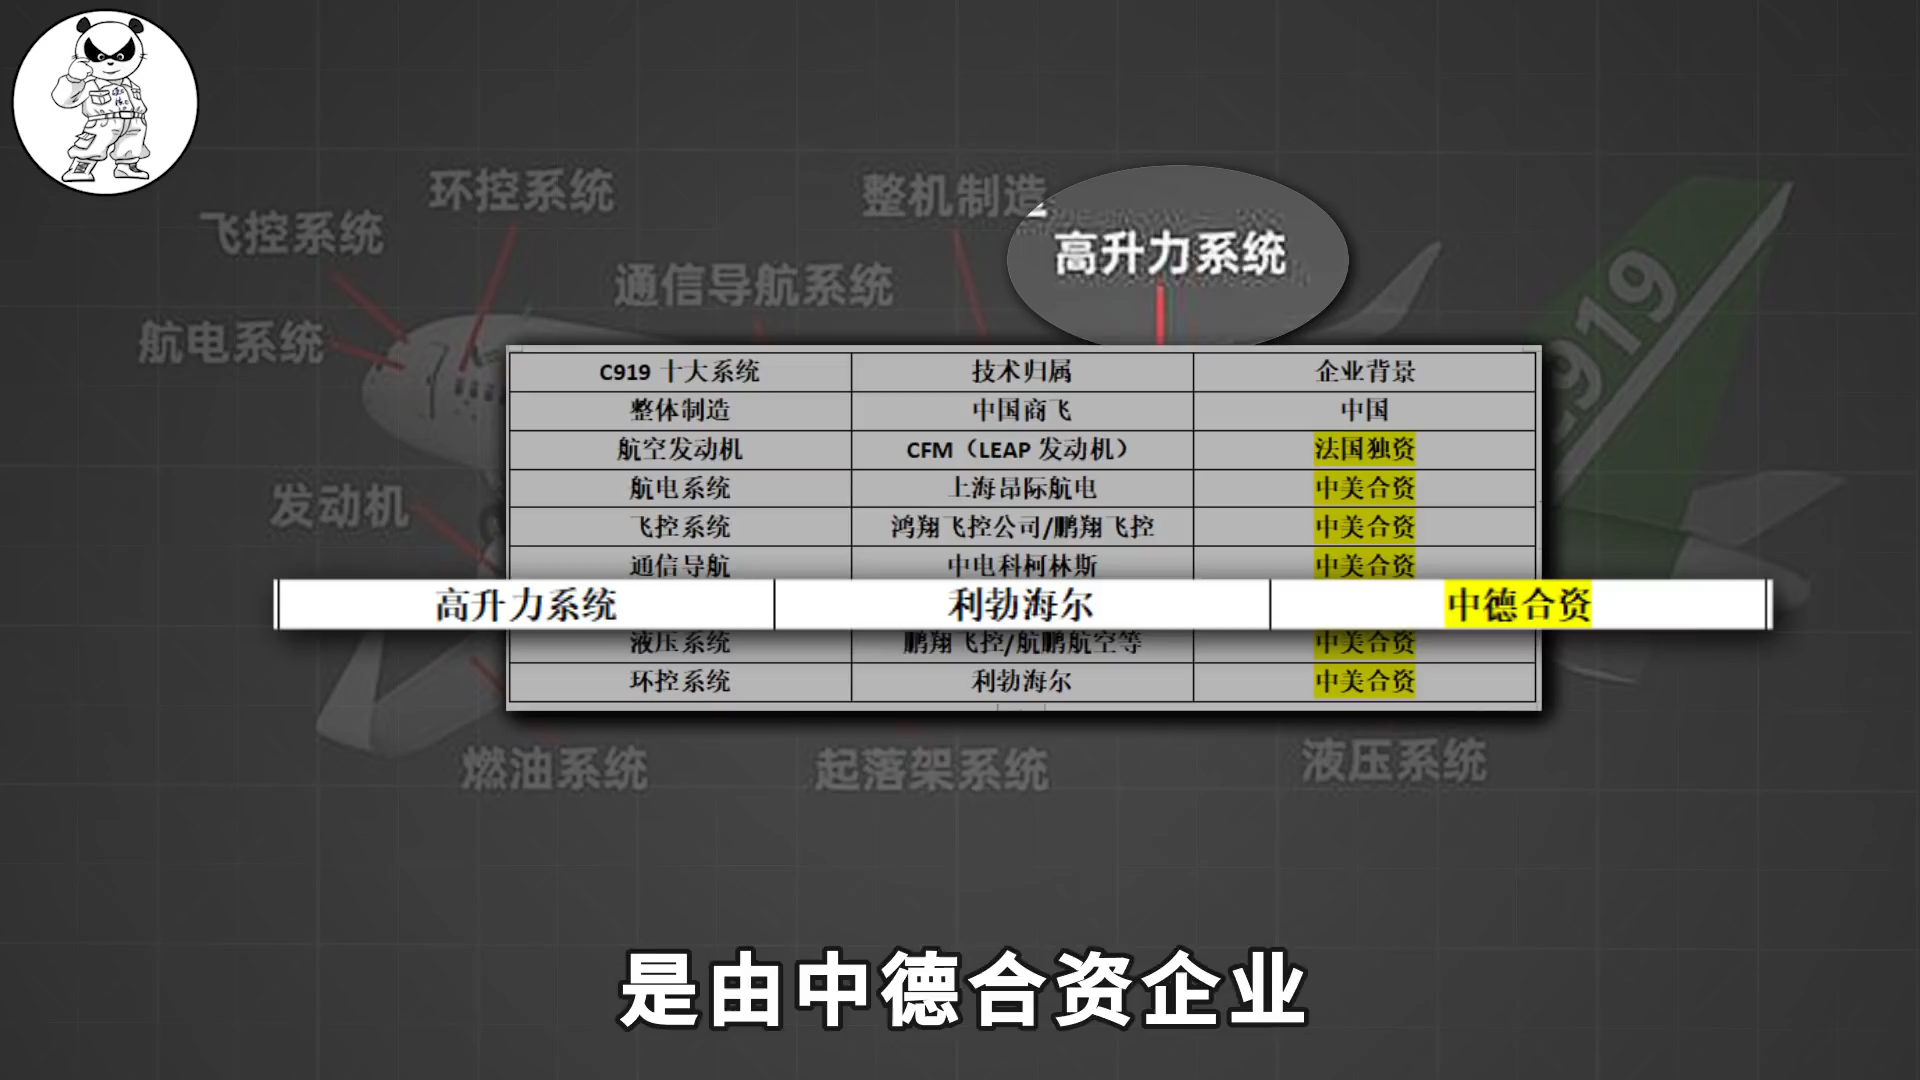 环控系统
整机制造
飞控系统
高升力系统
通信导航系统
航电系统
C919
发动机
C919 十大系统 技术归属 企业背景
整体制造 中国商飞 中国
航空发动机 CFM（LEAP 发动机） 法国独资
航电系统 上海昂际航电 中美合资
飞控系统 鸿翔飞控公司/鹏翔飞控 中美合资
通信导航 中电科柯林斯 中美合资
高升力系统 利勃海尔 中德合资
液压系统 鹏翔飞控/航鹏航空等 中美合资
环控系统 利勃海尔 中美合资
燃油系统
起落架系统
液压系统
是由中德合资企业